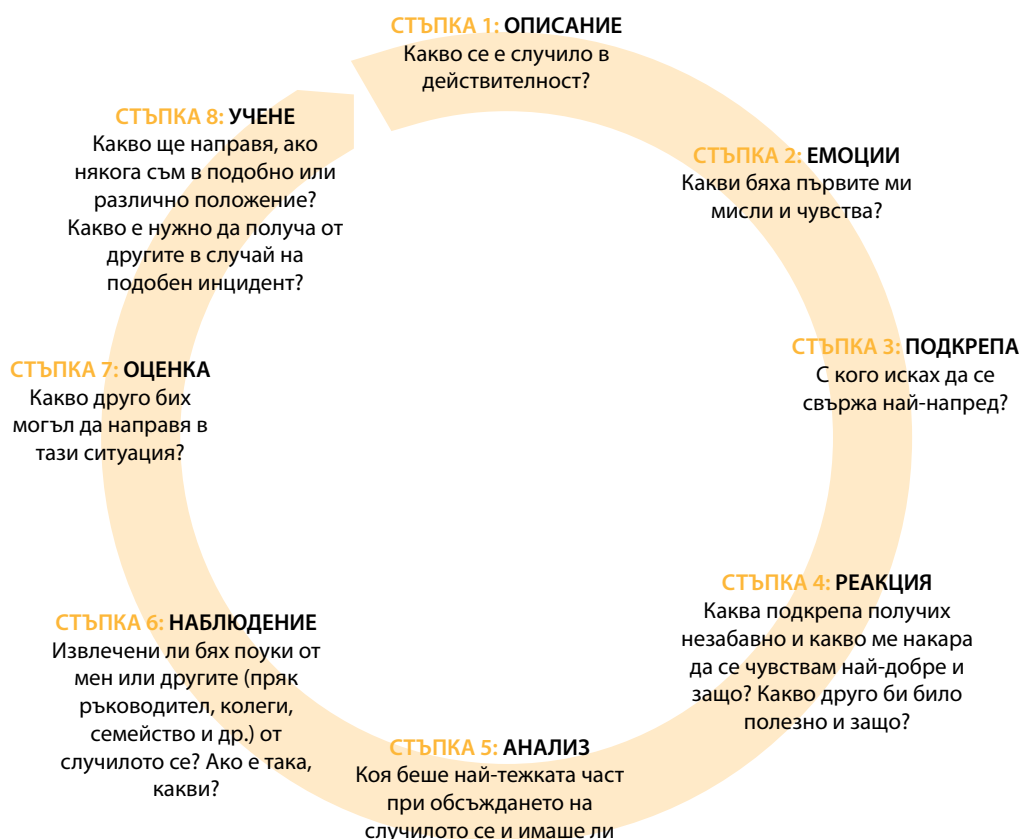 СТЪПКА 1: ОПИСАНИЕ
Какво се е случило в
действителност?
СТЪПКА 2: ЕМОЦИИ
Какви бяха първите ми
мисли и чувства?
СТЪПКА 3: ПОДКРЕПА
С кого исках да се
свържа най-напред?
СТЪПКА 4: РЕАКЦИЯ
Каква подкрепа получих
незабавно и какво ме накара
да се чувствам най-добре и
защо? Какво друго би било
полезно и защо?
СТЪПКА 5: АНАЛИЗ
Коя беше най-тежката част
при обсъждането на
случилото се и имаше ли
СТЪПКА 6: НАБЛЮДЕНИЕ
Извлечени ли бях поуки от
мен или другите (пряк
ръководител, колеги,
семейство и др.) от
случилото се? Ако е така,
какви?
СТЪПКА 7: ОЦЕНКА
Какво друго бих
могъл да направя в
тази ситуация?
СТЪПКА 8: УЧЕНЕ
Какво ще направя, ако
някога съм в подобно или
различно положение?
Какво е нужно да получа от
другите в случай на
подобен инцидент?